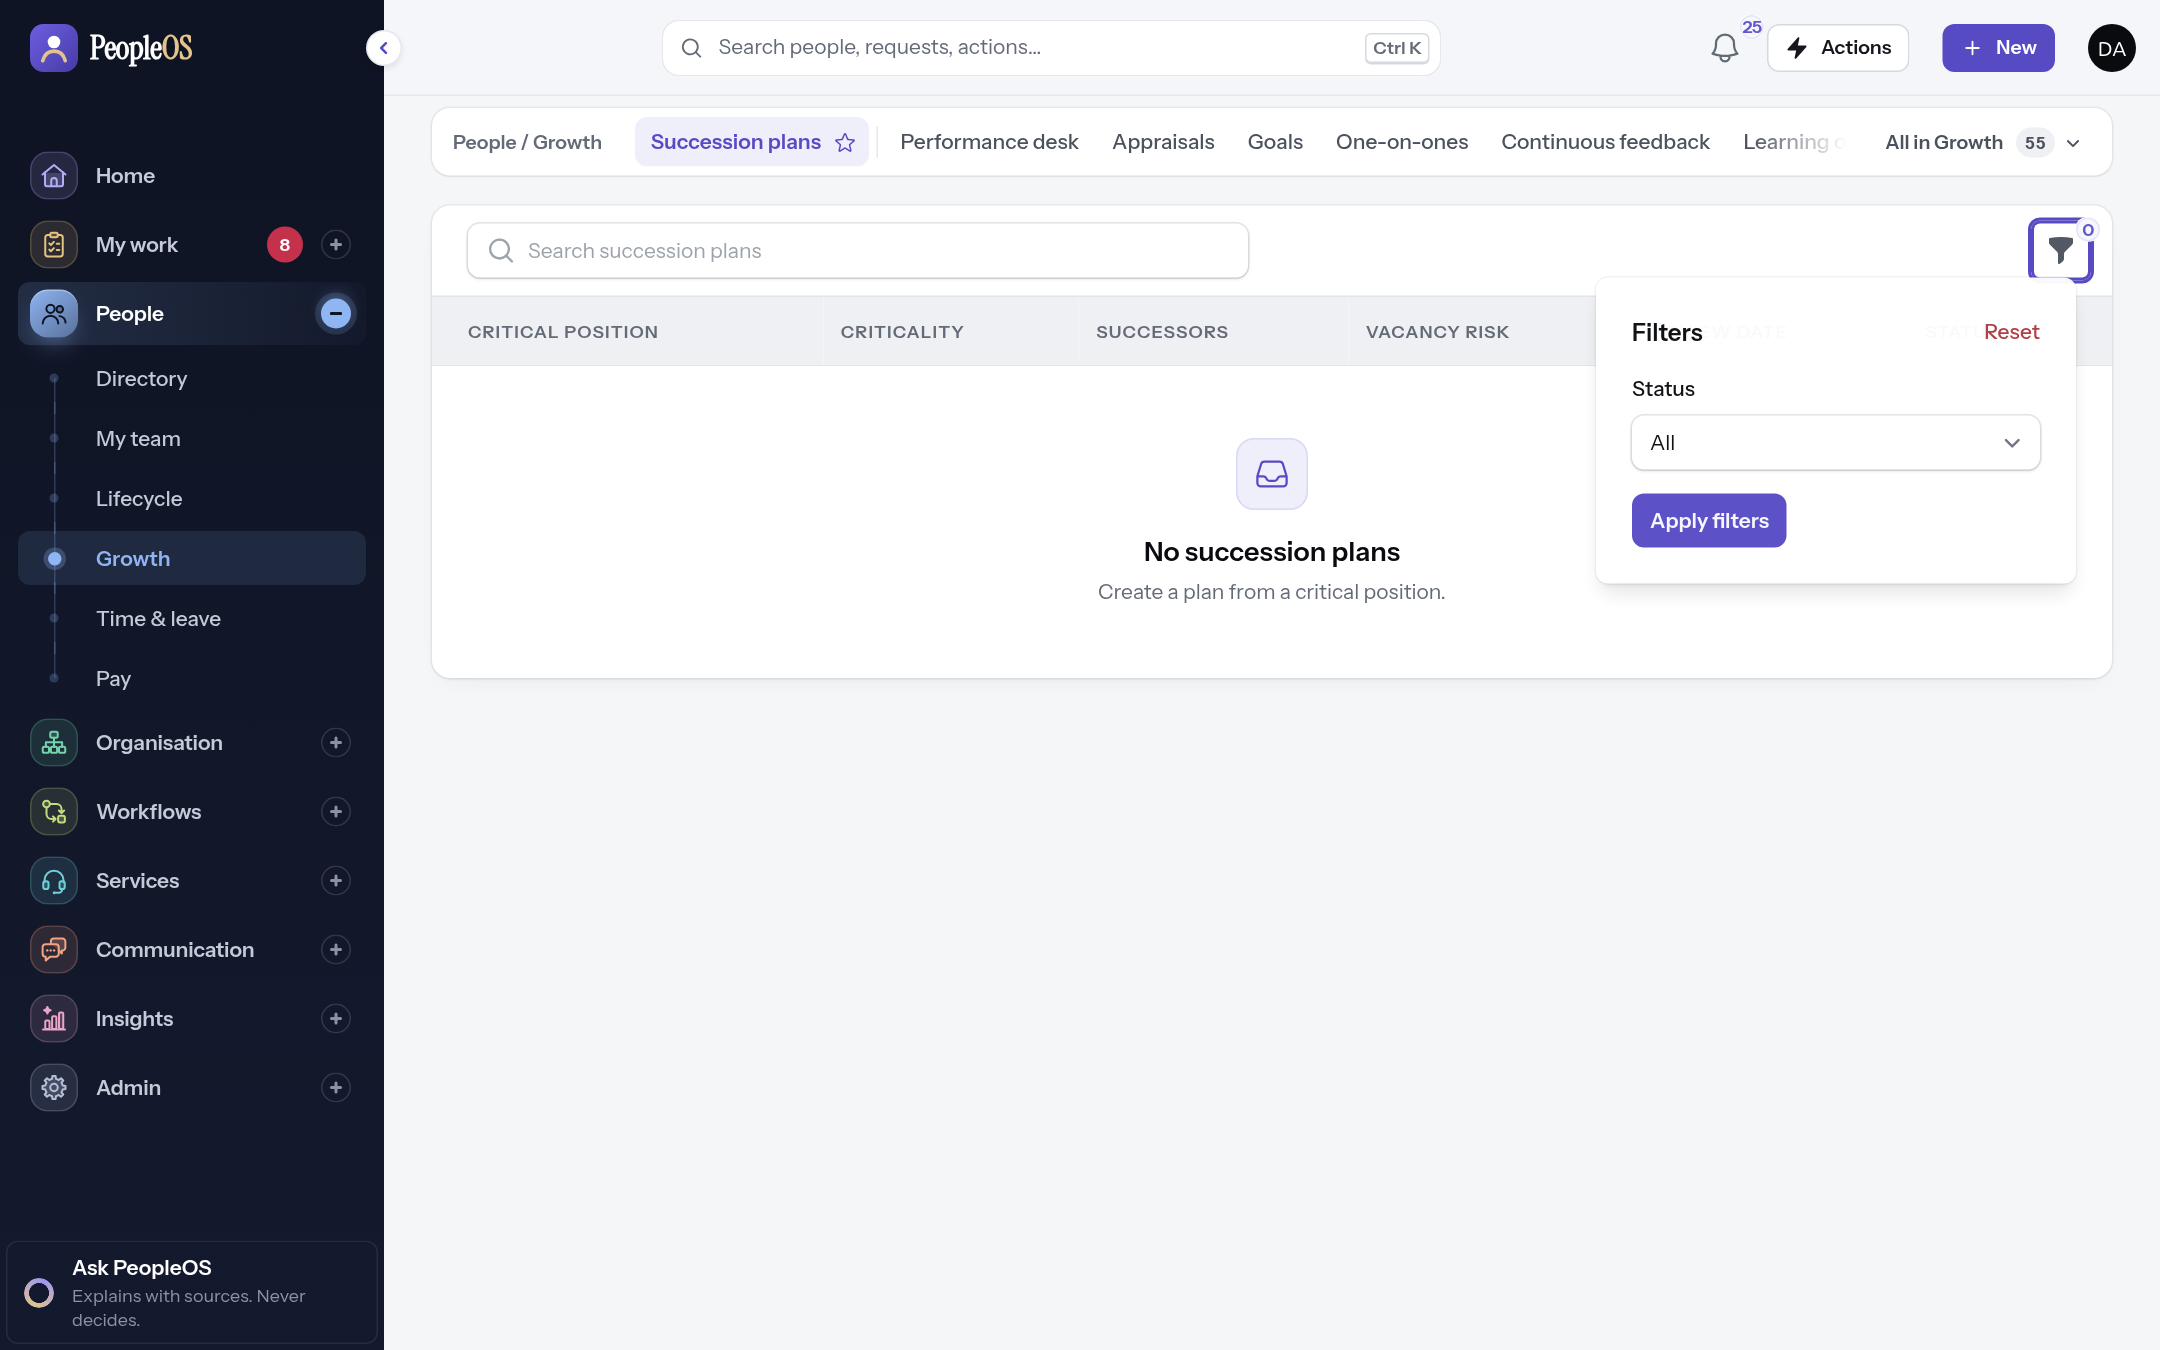 PeopleOS
Search people, requests, actions...
Ctrl K
25
Actions
New
DA
Home
My work
8
People
Directory
My team
Lifecycle
Growth
Time & leave
Pay
Organisation
Workflows
Services
Communication
Insights
Admin
Ask PeopleOS
Explains with sources. Never
decides.
People / Growth
Succession plans
Performance desk
Appraisals
Goals
One-on-ones
Continuous feedback
Learning
All in Growth
55
Search succession plans
0
CRITICAL POSITION
CRITICALITY
SUCCESSORS
VACANCY RISK
Filters
Reset
Status
All
Apply filters
No succession plans
Create a plan from a critical position.